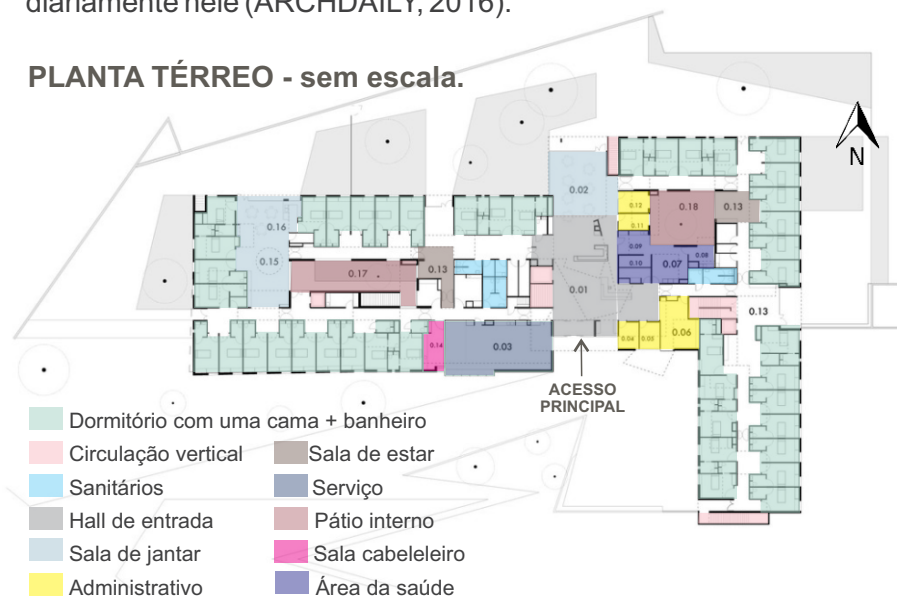 diariamente nele (ARCHDAILY, 2016).
PLANTA TÉRREO - sem escala.
N
0.02
0.12
0.11
0.18
0.13
0.16
0.15
0.17
0.13
0.01
0.09
0.10
0.07
0.08
0.13
0.14
0.03
0.04
0.05
0.06
ACESSO
PRINCIPAL
Dormitório com uma cama + banheiro
Circulação vertical
Sala de estar
Sanitários
Serviço
Hall de entrada
Pátio interno
Sala de jantar
Sala cabeleleiro
Administrativo
Área da saúde